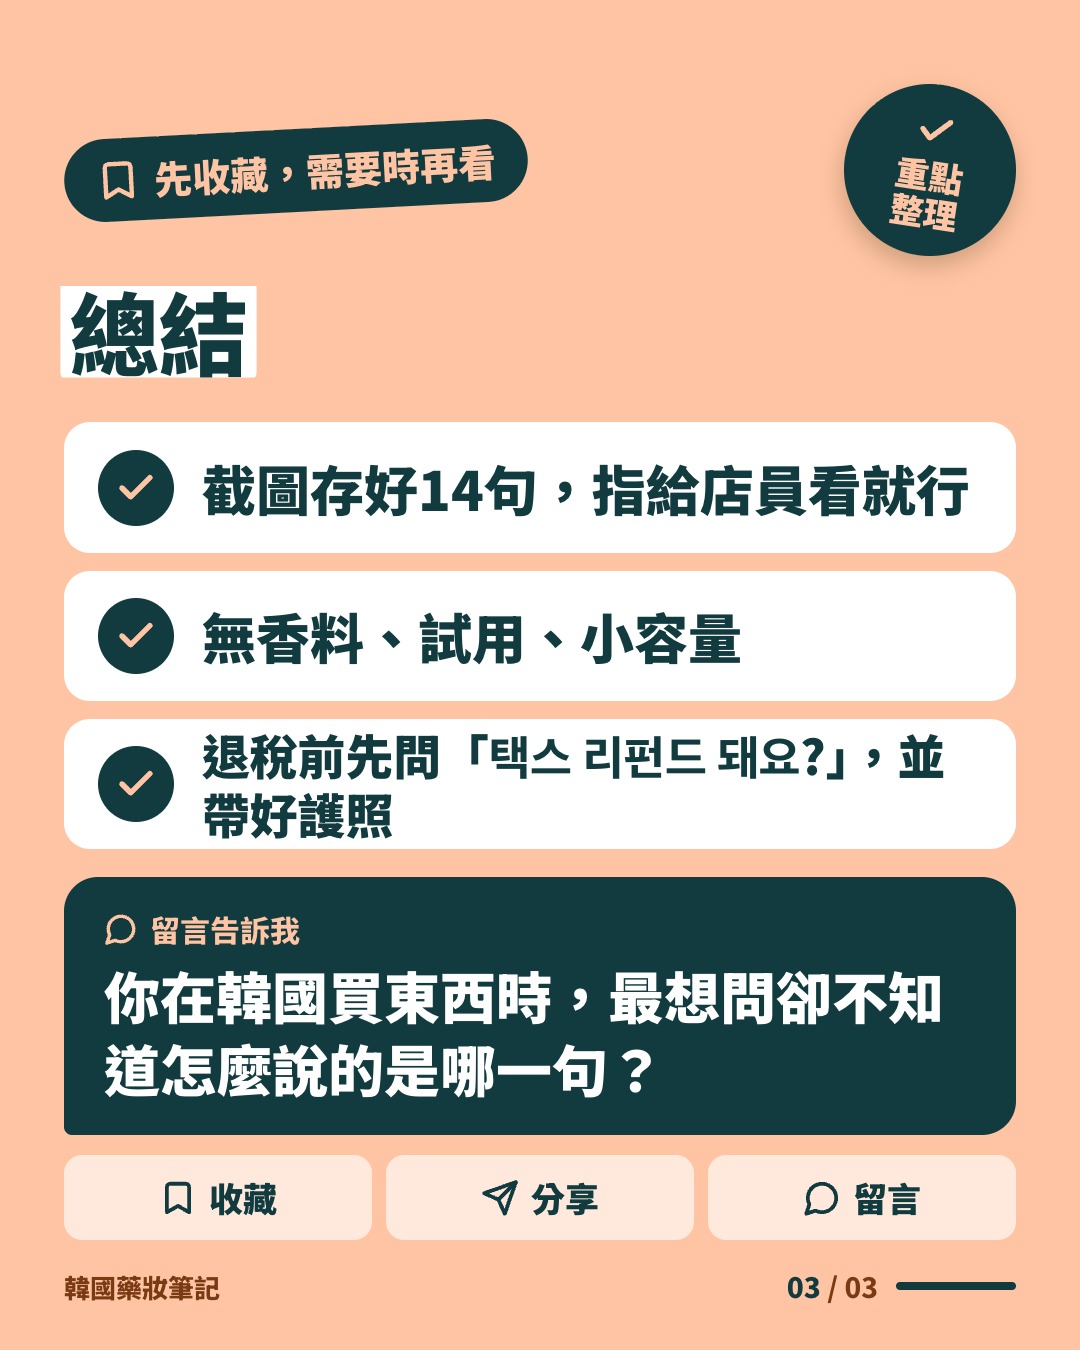 先收藏，需要時再看
重點
整理
總結
截圖存好14句，指給店員看就行
無香料、試用、小容量
退稅前先問「택스 리펀드 돼요?」，並
帶好護照
留言告訴我
你在韓國買東西時，最想問卻不知
道怎麼說的是哪一句？
收藏
分享
留言
韓國藥妝筆記
03 / 03